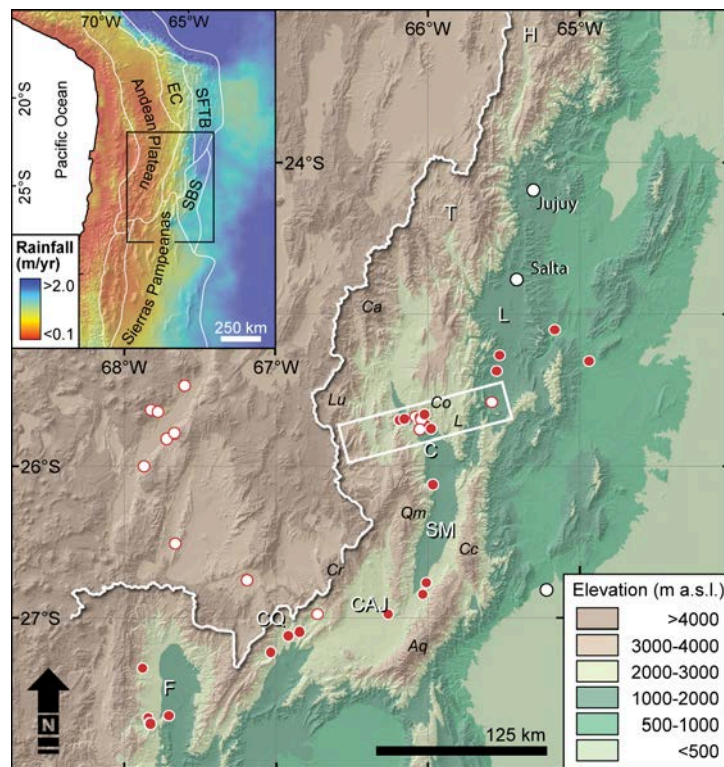 70°W 65°W
20°S
25°S
Pacific Ocean
Andean Plateau
EC
SFTB
SBS
Sierras Pampeanas
Rainfall
(m/yr)
>2.0
<0.1
250 km
66°W 65°W
H
24°S
Jujuy
T
Salta
Ca
L
68°W 67°W
Lu
Co
L
C
26°S
Qm
SM
Cc
Cr
27°S
CQ
CAJ
Aq
F
N
125 km
Elevation (m a.s.l.)
>4000
3000-4000
2000-3000
1000-2000
500-1000
<500